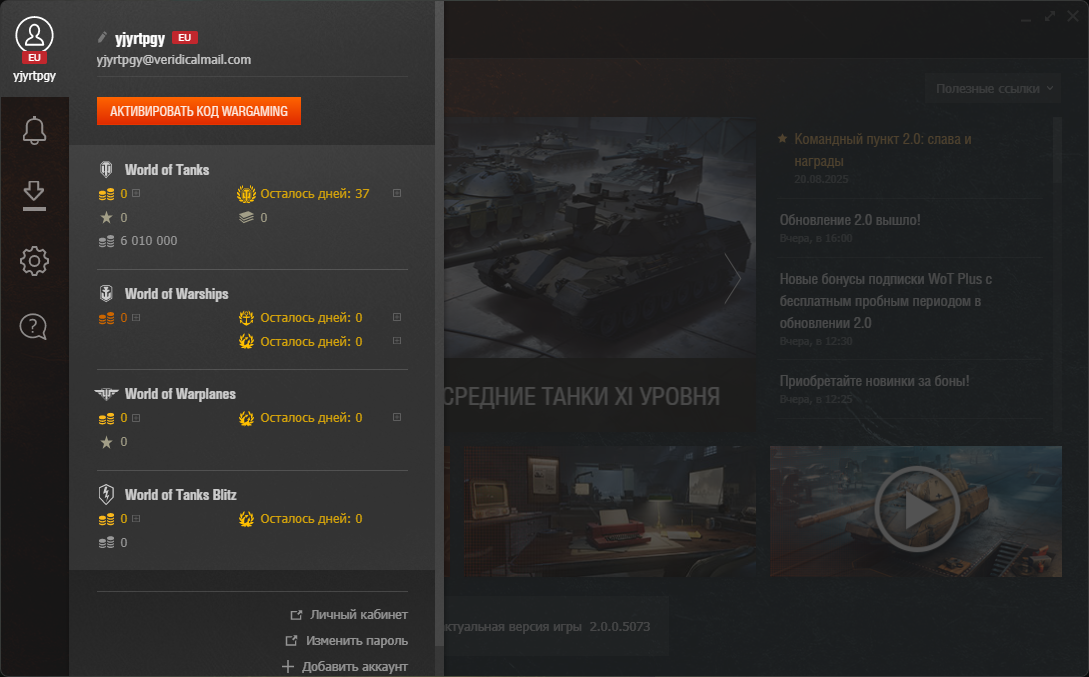 EU
yjyrtpgy
yjyrtpgy EU
yjyrtpgy@veridicalmail.com
АКТИВИРОВАТЬ КОД WARGAMING
World of Tanks
0
Осталось дней: 37
0
0
6 010 000
World of Warships
0
Осталось дней: 0
Осталось дней: 0
World of Warplanes
0
Осталось дней: 0
0
World of Tanks Blitz
0
Осталось дней: 0
0
Личный кабинет
Изменить пароль
Добавить аккаунт
Полезные ссылки
Командный пункт 2.0: слава и
награды
20.08.2025
Обновление 2.0 вышло!
Вчера, в 16:00
Новые бонусы подписки WoT Plus с
бесплатным пробным периодом в
обновлении 2.0
Вчера, в 12:30
Приобретайте новинки за боны!
Вчера, в 12:25
СРЕДНИЕ ТАНКИ XI УРОВНЯ
ктуальная версия игры 2.0.0.5073